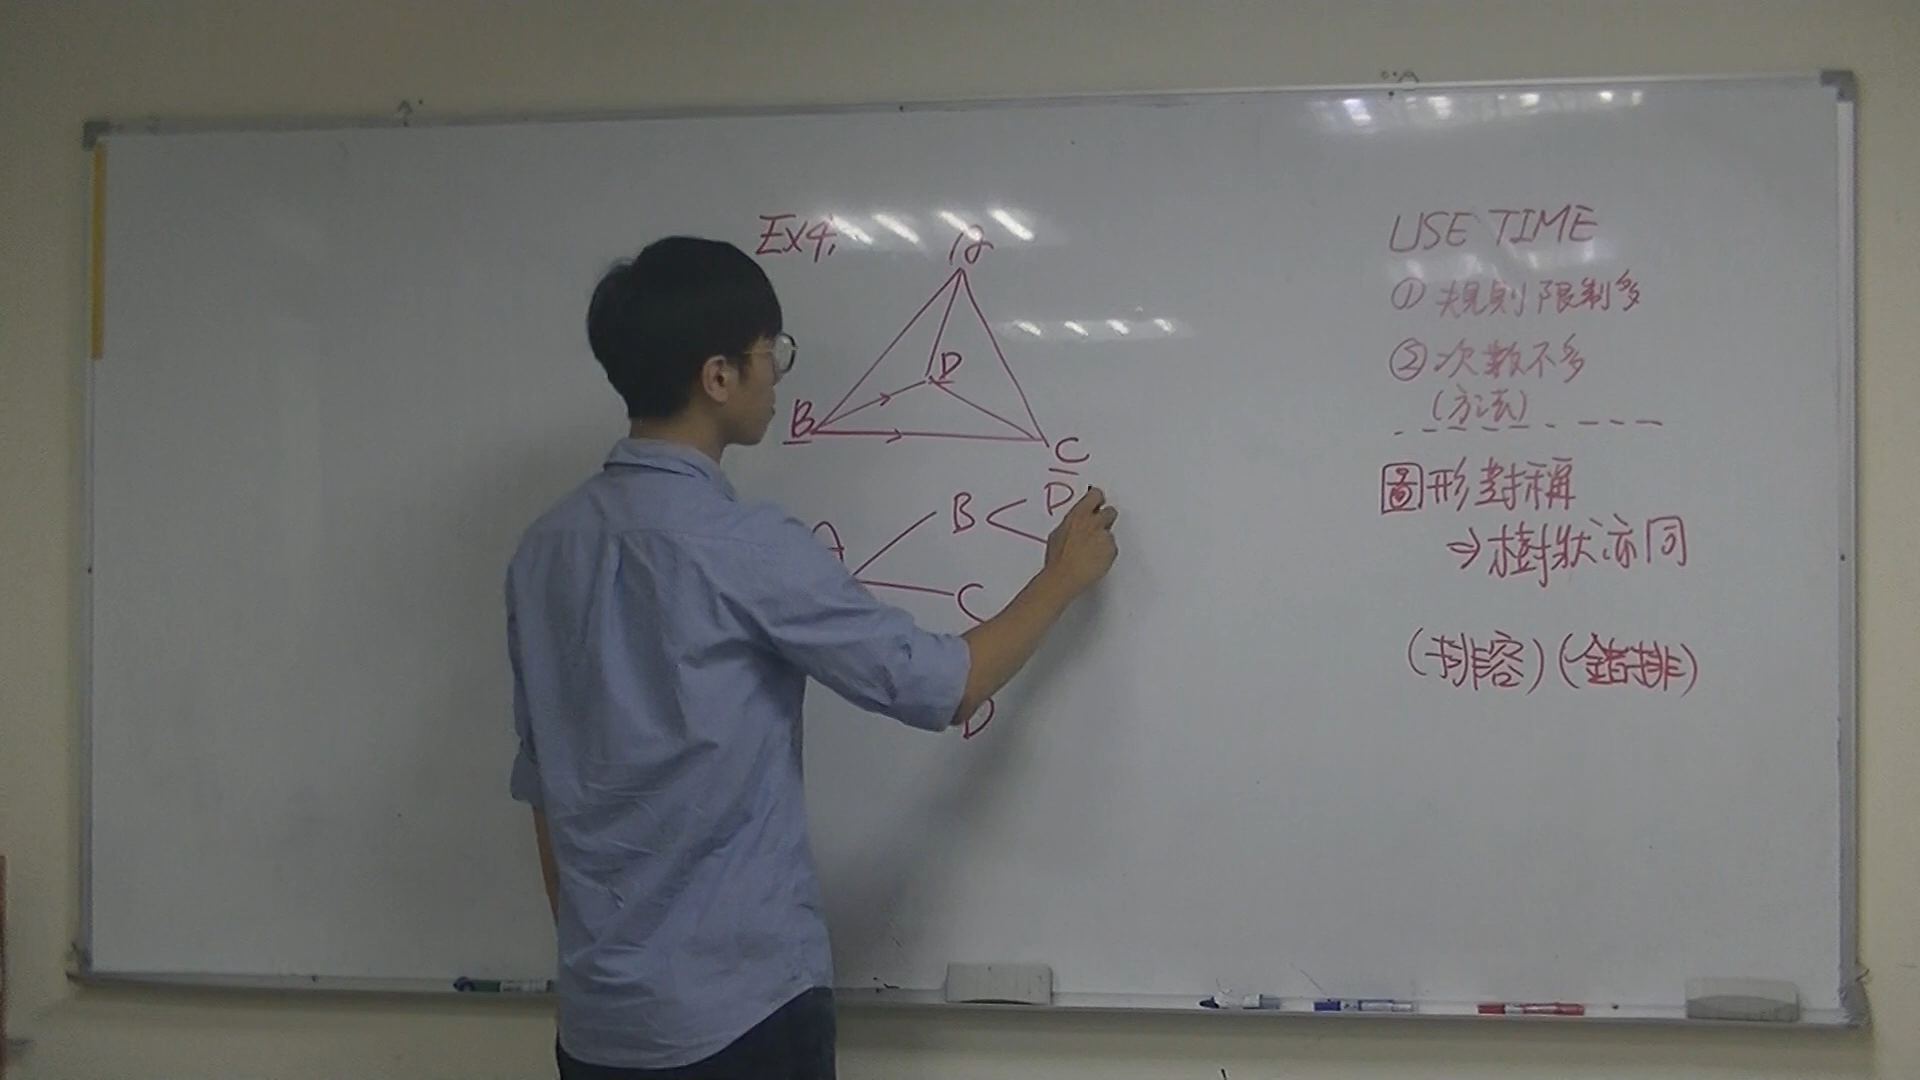 Ex4:
A
D
B
C
B
D
A
C
D
USE TIME
① 規則限制多
② 次數不多
(方法)
圖形對稱
⇒樹狀亦同
(排容)(錯排)